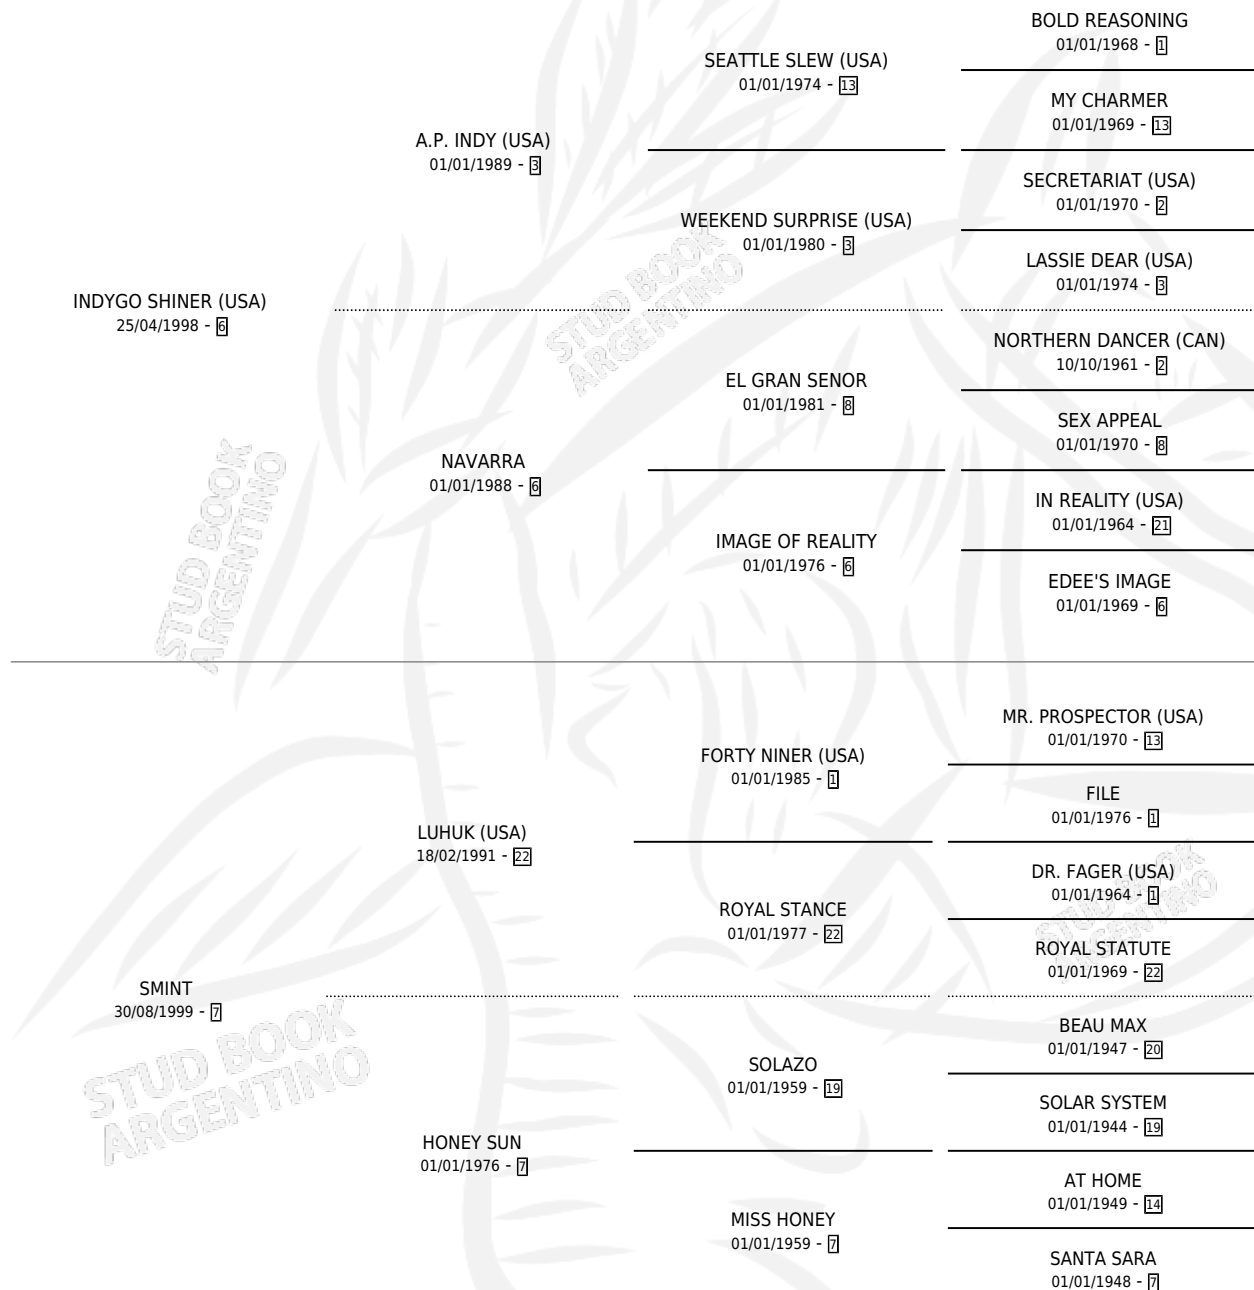 BOLD REASONING
01/01/1968 - 1
SEATTLE SLEW (USA)
01/01/1974 - 13
MY CHARMER
01/01/1969 - 13
A.P. INDY (USA)
01/01/1989 - 3
SECRETARIAT (USA)
01/01/1970 - 2
WEEKEND SURPRISE (USA)
01/01/1980 - 3
LASSIE DEAR (USA)
01/01/1974 - 3
INDYGO SHINER (USA)
25/04/1998 - 6
STUD BOOK
ARGENTINO
NORTHERN DANCER (CAN)
10/10/1961 - 2
EL GRAN SENOR
01/01/1981 - 8
SEX APPEAL
01/01/1970 - 8
NAVARRA
01/01/1988 - 6
IN REALITY (USA)
01/01/1964 - 21
IMAGE OF REALITY
01/01/1976 - 6
EDEE'S IMAGE
01/01/1969 - 6
STUD BOOK
ARGENTINO
MR. PROSPECTOR (USA)
01/01/1970 - 13
FORTY NINER (USA)
01/01/1985 - 1
FILE
01/01/1976 - 1
LUHUK (USA)
18/02/1991 - 22
DR. FAGER (USA)
01/01/1964 - 1
ROYAL STANCE
01/01/1977 - 22
ROYAL STATUTE
01/01/1969 - 22
STUD BOOK
ARGENTINO
SMINT
30/08/1999 - 7
BEAU MAX
01/01/1947 - 20
SOLAZO
01/01/1959 - 19
SOLAR SYSTEM
01/01/1944 - 19
STUD BOOK
ARGENTINO
HONEY SUN
01/01/1976 - 7
AT HOME
01/01/1949 - 14
MISS HONEY
01/01/1959 - 7
SANTA SARA
01/01/1948 - 7